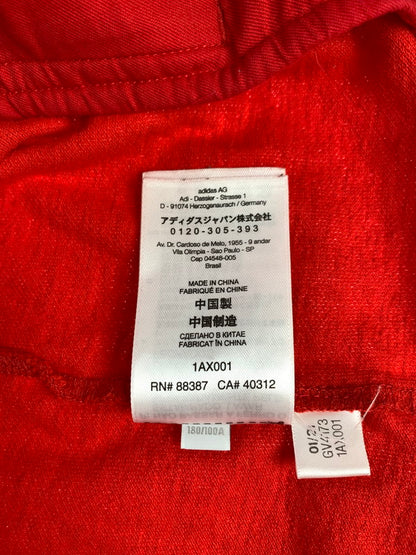 adidas AG
Adi - Dassler - Strasse 1
D - 91074 Herzogenaurach / Germany
アディダスジャパン株式会社
0120-305-393
Av. Dr. Cardoso de Melo, 1955 - 9 andar
Vila Olimpia - Sao Paulo - SP
Cep 04548-005
Brasil
MADE IN CHINA
FABRIQUÉ EN CHINE
中国製
中国制造
СДЕЛАНО В КИТАЕ
FABRICAT ÎN CHINA
1AX001
RN# 88387 CA# 40312
180/100A
01/21
GV4173
1AX001